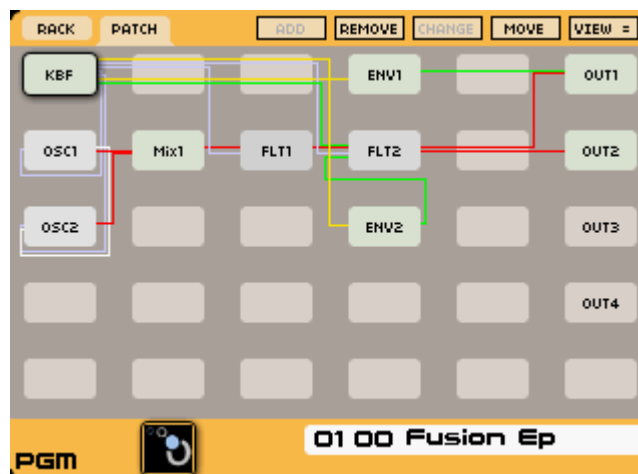 RACK PATCH ADD REMOVE CHANGE MOVE VIEW =
KBF ENV1 OUT1
OSC1 Mix1 FLT1 FLT2 OUT2
OSC2 ENV2 OUT3
OUT4
PGM 01 00 Fusion Ep